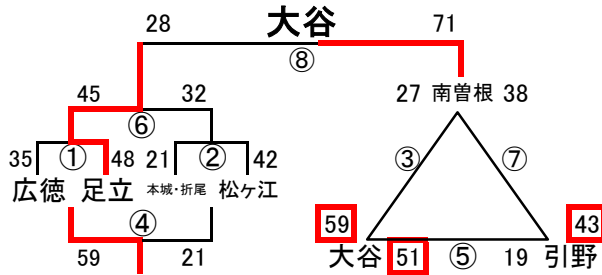 28 大谷 71
⑧
45 32 27 南曽根 38
⑥
35 ① 48 21 ② 42 ③ ⑦
広徳 足立 本城・折尾 松ヶ江
④ 59 43
59 21 大谷 51 ⑤ 19 引野